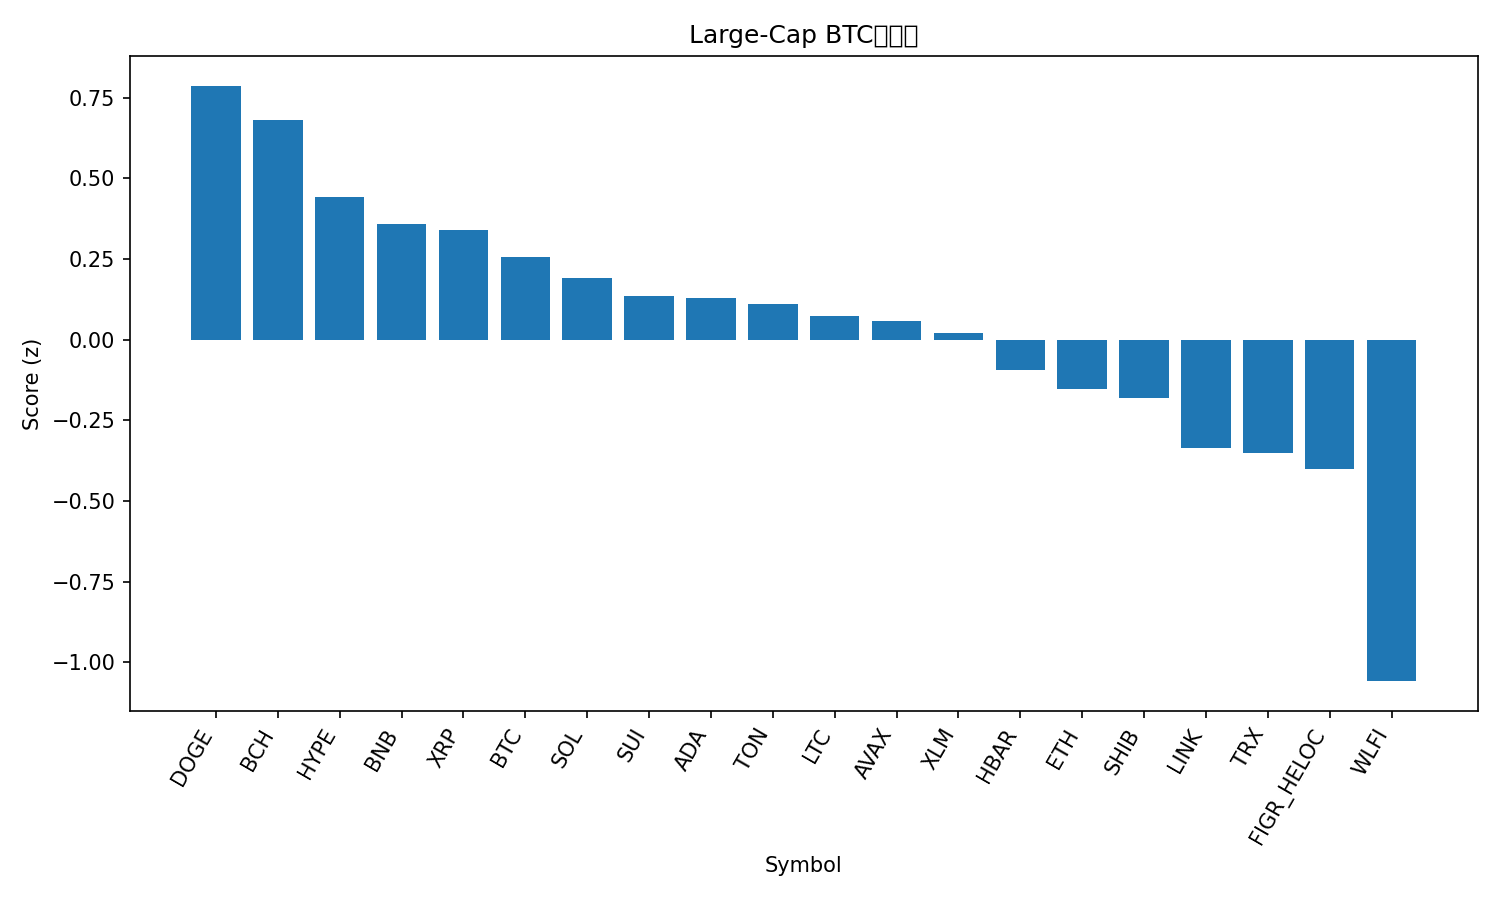 Large-Cap BTC
0.75
0.50
0.25
0.00
−0.25
−0.50
−0.75
−1.00
Score (z)
DOGE
BCH
HYPE
BNB
XRP
BTC
SOL
SUI
ADA
TON
LTC
AVAX
XLM
HBAR
ETH
SHIB
LINK
TRX
FIGR_HELOC
WLFI
Symbol